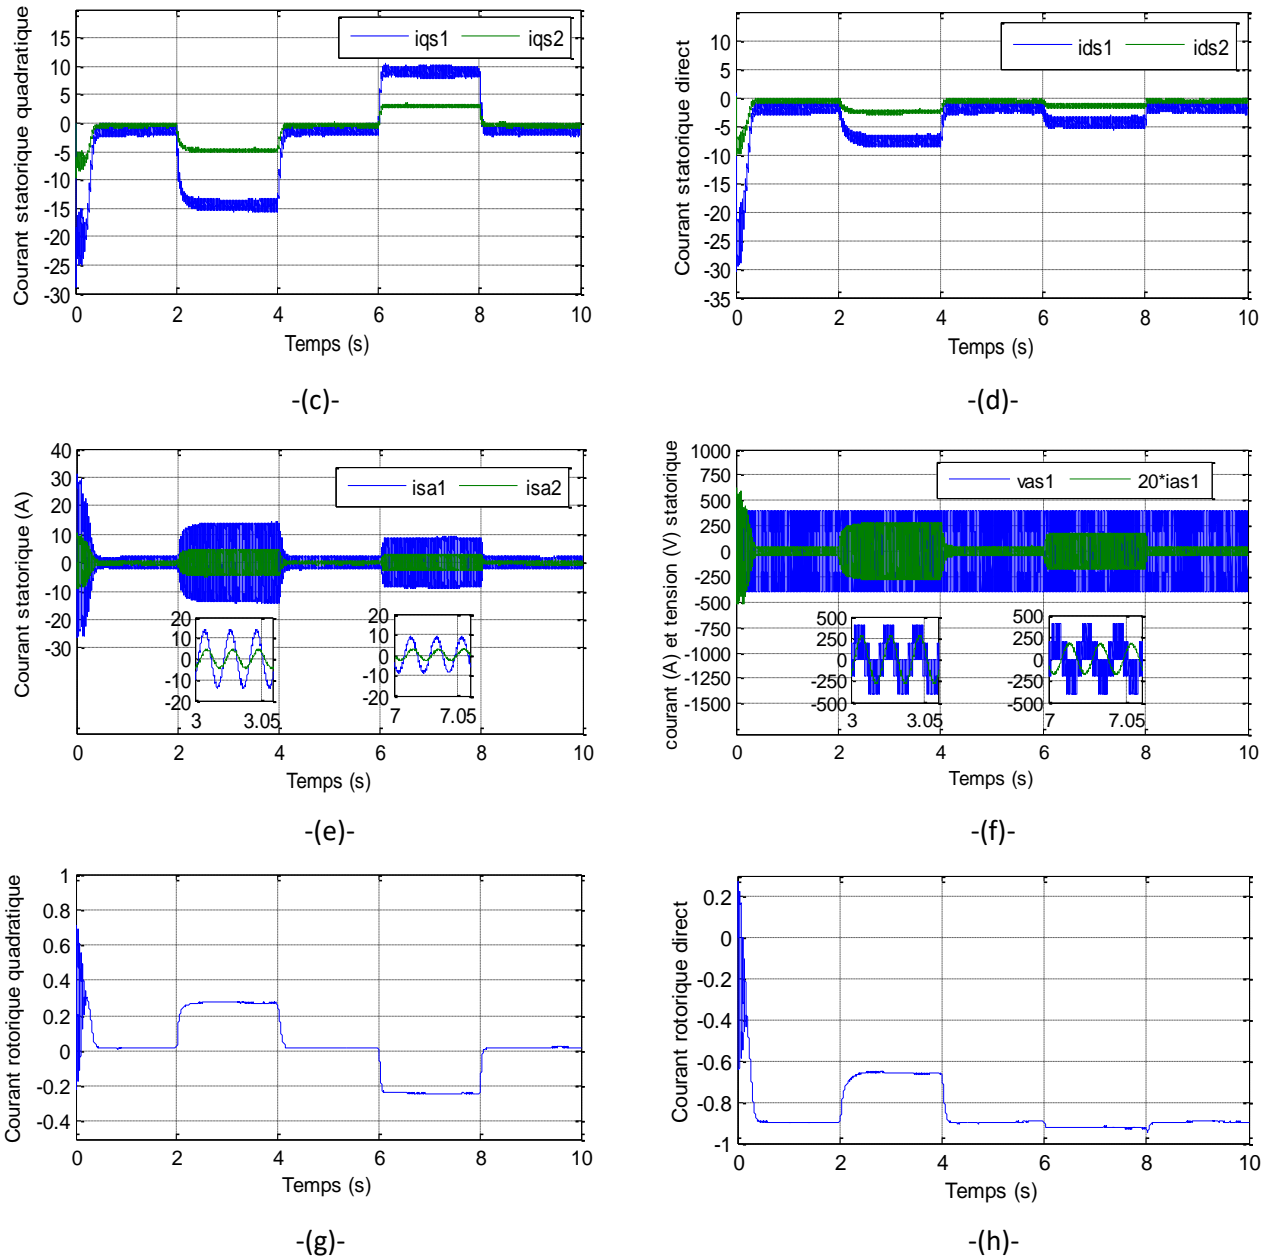 Courant statorique quadratique
15
10
5
0
-5
-10
-15
-20
-25
-30
iqs1 iqs2
0 2 4 6 8 10
Temps (s)
-(c)-
Courant statorique direct
10
5
0
-5
-10
-15
-20
-25
-30
-35
ids1 ids2
0 2 4 6 8 10
Temps (s)
-(d)-
Courant statorique (A)
40
30
20
10
0
-10
-20
-30
isa1 isa2
20
10
0
-10
-20
3 3.05
20
10
0
-10
-20
7 7.05
0 2 4 6 8 10
Temps (s)
-(e)-
courant (A) et tension (V) statorique
1000
750
500
250
0
-250
-500
-750
-1000
-1250
-1500
vas1 20*ias1
500
250
0
-250
-500
3 3.05
500
250
0
-250
-500
7 7.05
0 2 4 6 8 10
Temps (s)
-(f)-
Courant rotorique quadratique
1
0.8
0.6
0.4
0.2
0
-0.2
-0.4
0 2 4 6 8 10
Temps (s)
-(g)-
Courant rotorique direct
0.2
0
-0.2
-0.4
-0.6
-0.8
-1
0 2 4 6 8 10
Temps (s)
-(h)-